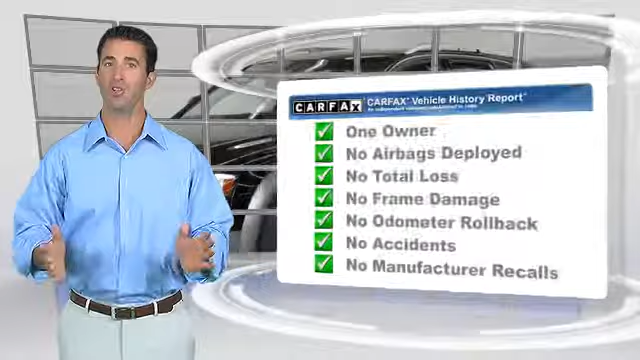 CARFAX CARFAX Vehicle History Report
One Owner
No Airbags Deployed
No Total Loss
No Frame Damage
No Odometer Rollback
No Accidents
No Manufacturer Recalls